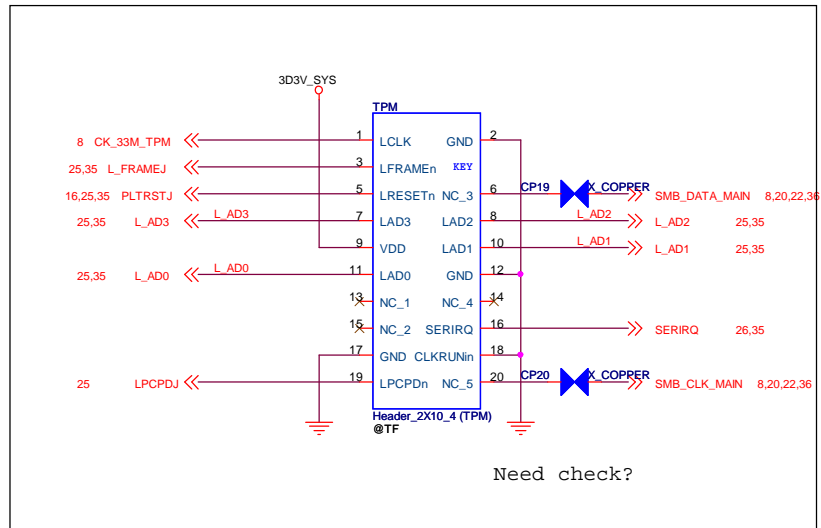 3D3V_SYS
TPM
8 CK_33M_TPM 1 LCLK GND 2
25,35 L_FRAMEJ 3 LFRAMEn KEY
16,25,35 PLTRSTJ 5 LRESETn NC_3 6 CP19 X_COPPER SMB_DATA_MAIN 8,20,22,36
25,35 L_AD3 L_AD3 7 LAD3 LAD2 8 L_AD2 L_AD2 25,35
9 VDD LAD1 10 L_AD1 L_AD1 25,35
25,35 L_AD0 L_AD0 11 LAD0 GND 12
13 NC_1 NC_4 14
15 NC_2 SERIRQ 16 SERIRQ 26,35
17 GND CLKRUNin 18
25 LPCPDJ 19 LPCPDn NC_5 20 CP20 X_COPPER SMB_CLK_MAIN 8,20,22,36
Header_2X10_4 (TPM)
@TF
Need check?